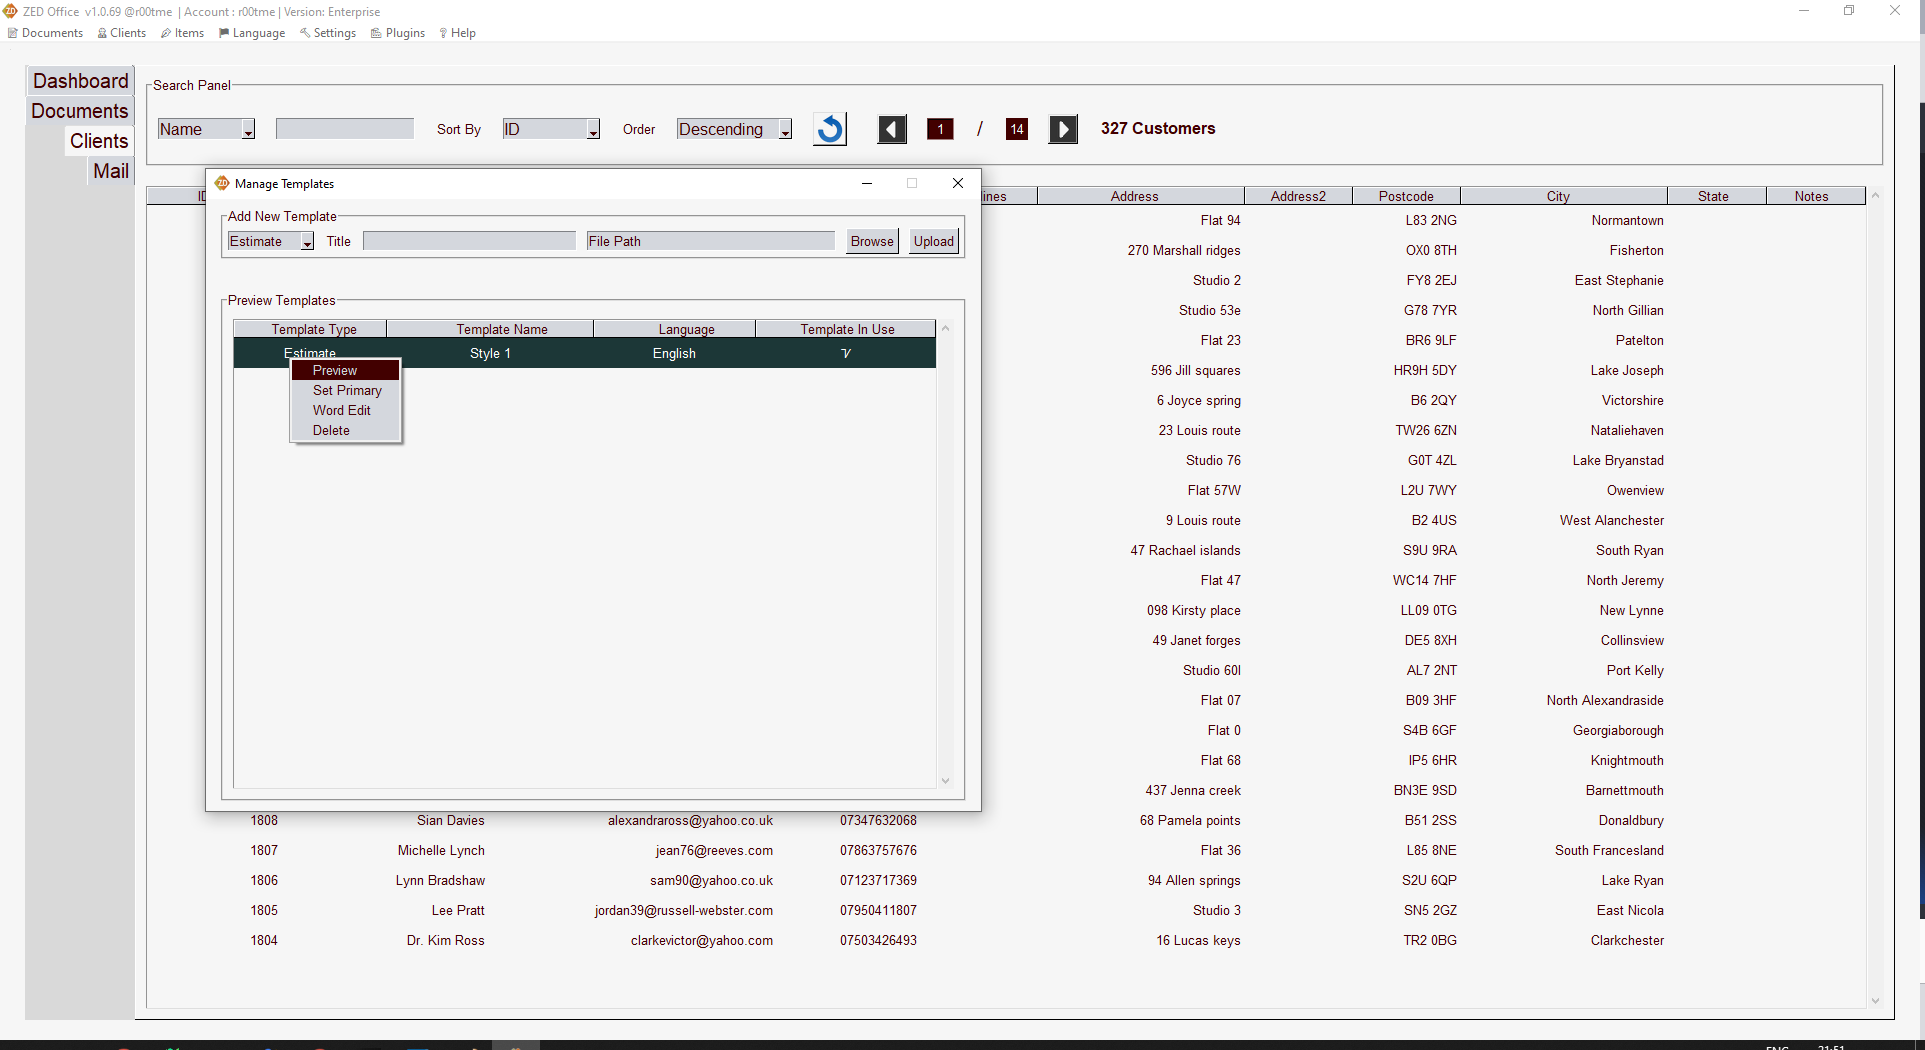 ZED Office v1.0.69 @r00tme | Account : r00tme | Version: Enterprise
Documents Clients Items Language Settings Plugins Help
Dashboard
Documents
Clients
Mail
Search Panel
Name Sort By ID Order Descending 1 / 14 327 Customers
Manage Templates
Add New Template
Estimate Title File Path Browse Upload
Preview Templates
Template Type Template Name Language Template In Use
Estimate Style 1 English √
Preview
Set Primary
Word Edit
Delete
Address Address2 Postcode City State Notes
Flat 94 L83 2NG Normantown
270 Marshall ridges OX0 8TH Fisherton
Studio 2 FY8 2EJ East Stephanie
Studio 53e G78 7YR North Gillian
Flat 23 BR6 9LF Patelton
596 Jill squares HR9H 5DY Lake Joseph
6 Joyce spring B6 2QY Victorshire
23 Louis route TW26 6ZN Nataliehaven
Studio 76 G0T 4ZL Lake Bryanstad
Flat 57W L2U 7WY Owenview
9 Louis route B2 4US West Alanchester
47 Rachael islands S9U 9RA South Ryan
Flat 47 WC14 7HF North Jeremy
098 Kirsty place LL09 0TG New Lynne
49 Janet forges DE5 8XH Collinsview
Studio 60l AL7 2NT Port Kelly
Flat 07 B09 3HF North Alexandraside
Flat 0 S4B 6GF Georgiaborough
Flat 68 IP5 6HR Knightmouth
437 Jenna creek BN3E 9SD Barnettmouth
1808 Sian Davies alexandraross@yahoo.co.uk 07347632068 68 Pamela points B51 2SS Donaldbury
1807 Michelle Lynch jean76@reeves.com 07863757676 Flat 36 L85 8NE South Francesland
1806 Lynn Bradshaw sam90@yahoo.co.uk 07123717369 94 Allen springs S2U 6QP Lake Ryan
1805 Lee Pratt jordan39@russell-webster.com 07950411807 Studio 3 SN5 2GZ East Nicola
1804 Dr. Kim Ross clarkevictor@yahoo.com 07503426493 16 Lucas keys TR2 0BG Clarkchester